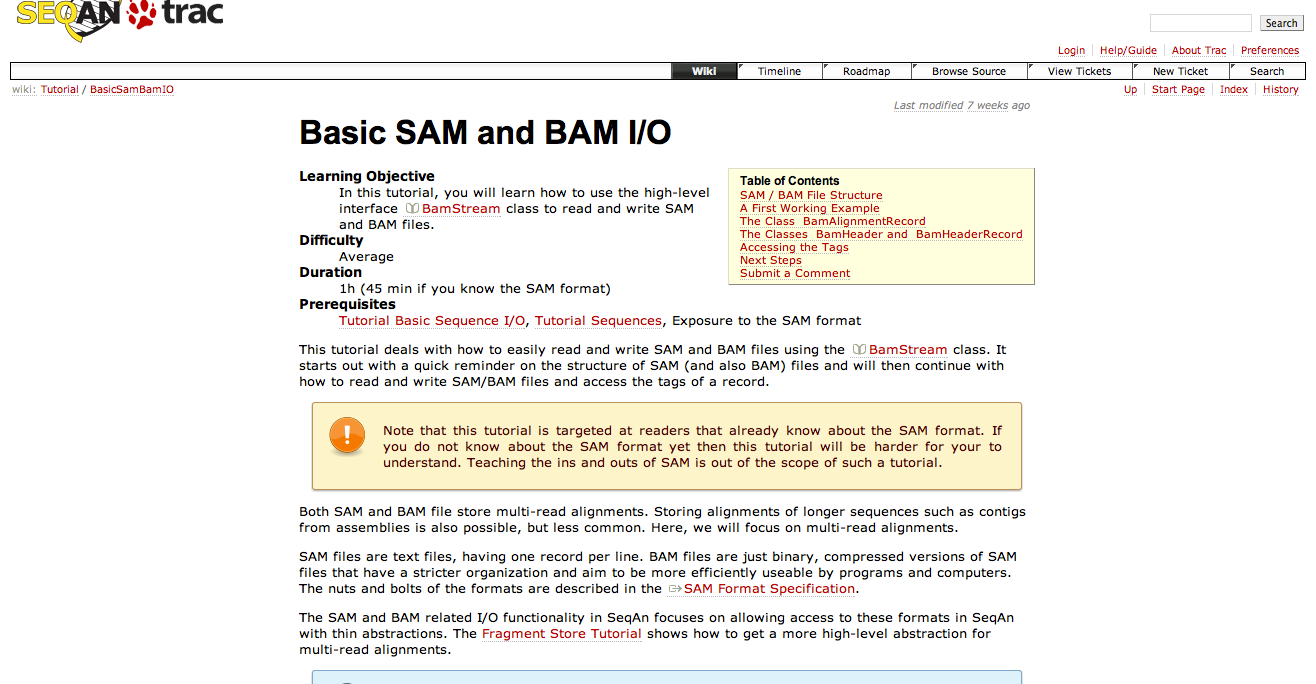 SEQAN trac
Search
Login Help/Guide About Trac Preferences
Wiki Timeline Roadmap Browse Source View Tickets New Ticket Search
wiki: Tutorial / BasicSamBamIO
Up Start Page Index History
Last modified 7 weeks ago
Basic SAM and BAM I/O
Learning Objective
In this tutorial, you will learn how to use the high-level
interface BamStream class to read and write SAM
and BAM files.
Difficulty
Average
Duration
1h (45 min if you know the SAM format)
Prerequisites
Tutorial Basic Sequence I/O, Tutorial Sequences, Exposure to the SAM format
Table of Contents
SAM / BAM File Structure
A First Working Example
The Class BamAlignmentRecord
The Classes BamHeader and BamHeaderRecord
Accessing the Tags
Next Steps
Submit a Comment
This tutorial deals with how to easily read and write SAM and BAM files using the BamStream class. It
starts out with a quick reminder on the structure of SAM (and also BAM) files and will then continue with
how to read and write SAM/BAM files and access the tags of a record.
Note that this tutorial is targeted at readers that already know about the SAM format. If
you do not know about the SAM format yet then this tutorial will be harder for your to
understand. Teaching the ins and outs of SAM is out of the scope of such a tutorial.
Both SAM and BAM file store multi-read alignments. Storing alignments of longer sequences such as contigs
from assemblies is also possible, but less common. Here, we will focus on multi-read alignments.
SAM files are text files, having one record per line. BAM files are just binary, compressed versions of SAM
files that have a stricter organization and aim to be more efficiently useable by programs and computers.
The nuts and bolts of the formats are described in the SAM Format Specification.
The SAM and BAM related I/O functionality in SeqAn focuses on allowing access to these formats in SeqAn
with thin abstractions. The Fragment Store Tutorial shows how to get a more high-level abstraction for
multi-read alignments.